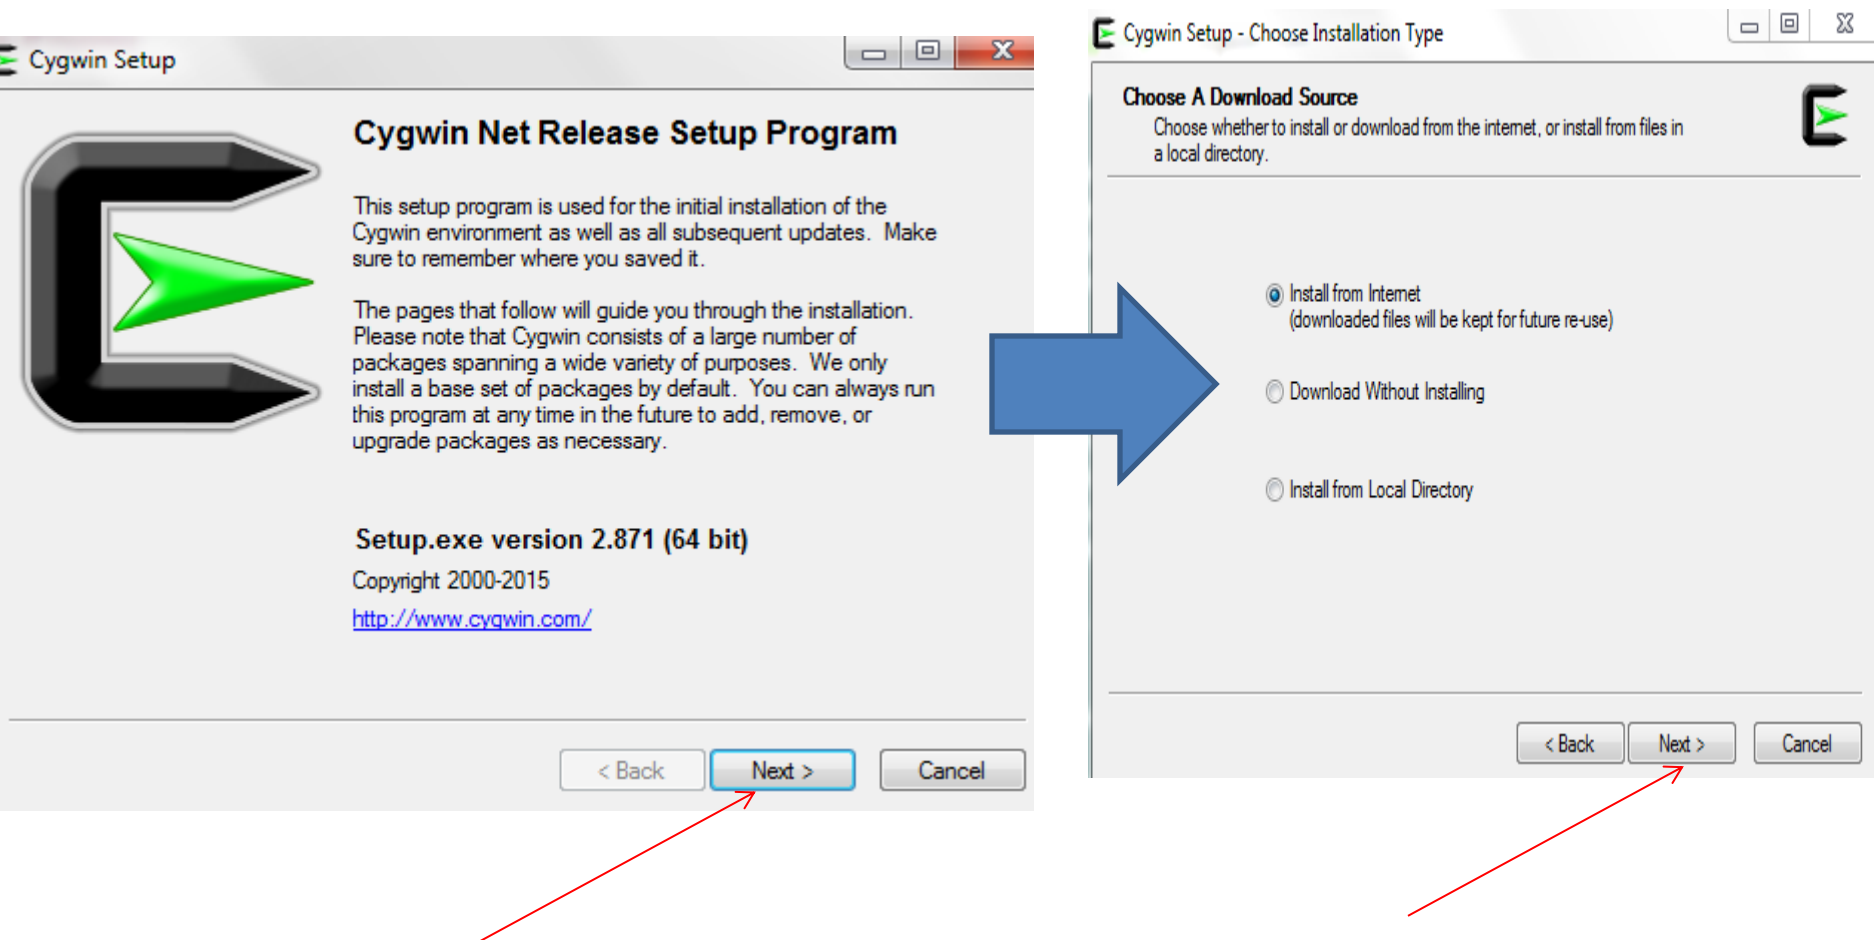 Cygwin Setup
Cygwin Net Release Setup Program
This setup program is used for the initial installation of the
Cygwin environment as well as all subsequent updates.  Make
sure to remember where you saved it.
The pages that follow will guide you through the installation.
Please note that Cygwin consists of a large number of
packages spanning a wide variety of purposes.  We only
install a base set of packages by default.  You can always run
this program at any time in the future to add, remove, or
upgrade packages as necessary.
Setup.exe version 2.871 (64 bit)
Copyright 2000-2015
http://www.cygwin.com/
< Back
Next >
Cancel
Cygwin Setup - Choose Installation Type
Choose A Download Source
Choose whether to install or download from the internet, or install from files in
a local directory.
Install from Internet
(downloaded files will be kept for future re-use)
Download Without Installing
Install from Local Directory
< Back
Next >
Cancel